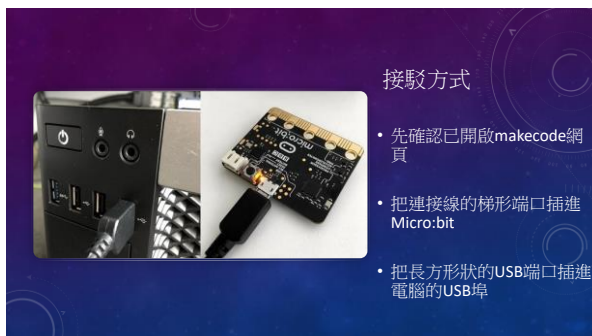 接駁方式
• 先確認已開啟makecode網
頁
• 把連接線的梯形端口插進
Micro:bit
• 把長方形狀的USB端口插進
電腦的USB埠
micro:bit